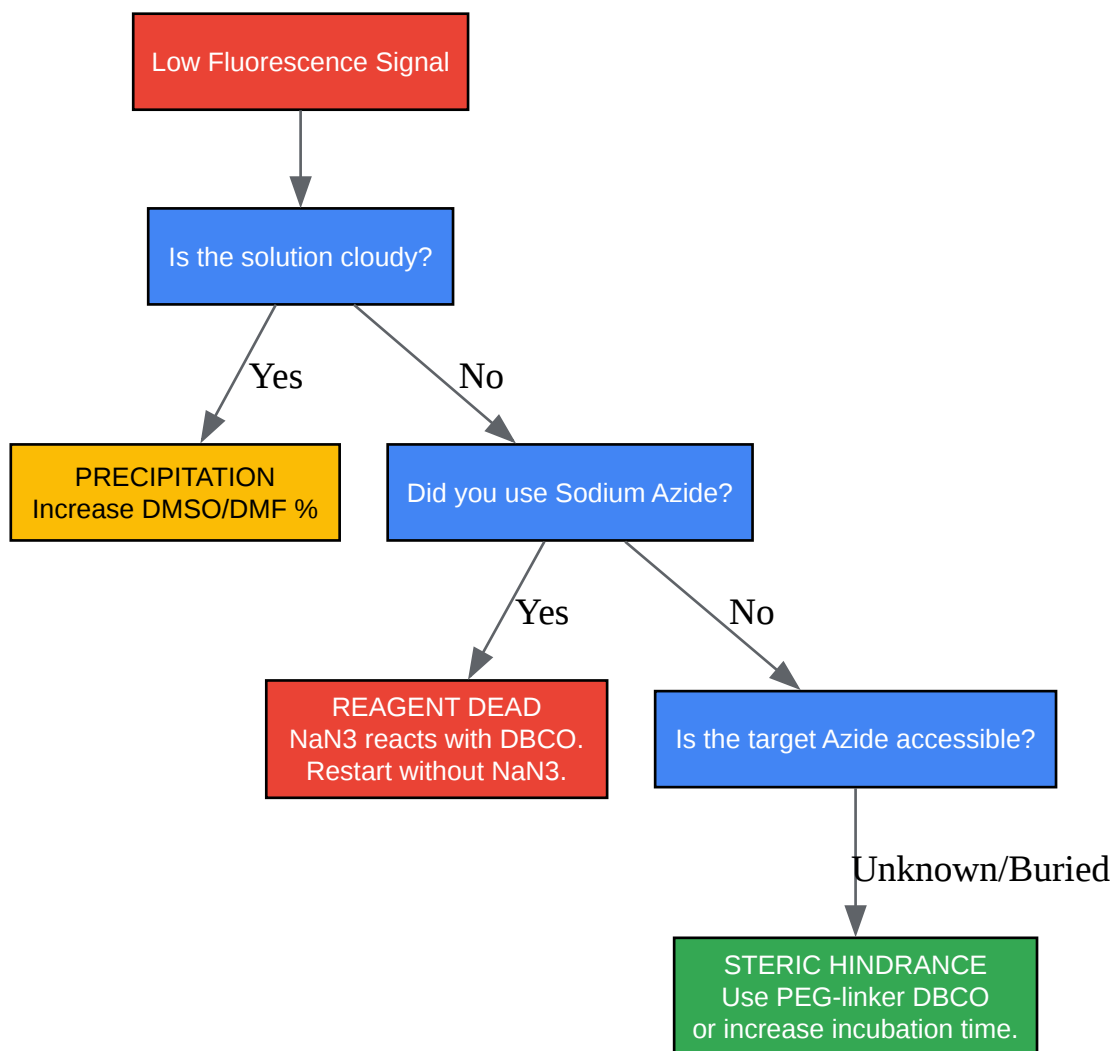 Low Fluorescence Signal
Is the solution cloudy?
Yes
No
PRECIPITATION
Increase DMSO/DMF %
Did you use Sodium Azide?
Yes
No
REAGENT DEAD
NaN3 reacts with DBCO.
Restart without NaN3.
Is the target Azide accessible?
Unknown/Buried
STERIC HINDRANCE
Use PEG-linker DBCO
or increase incubation time.